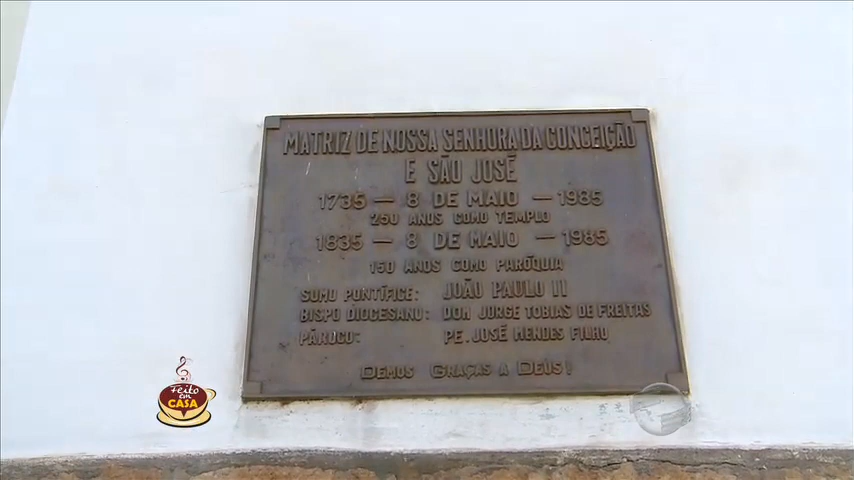 MATRIZ DE NOSSA SENHORA DA CONCEIÇÃO
E SÃO JOSÉ
1735 — 8 DE MAIO — 1985
250 ANOS COMO TEMPLO
1835 — 8 DE MAIO — 1985
150 ANOS COMO PARÓQUIA
SUMO PONTÍFICE: JOÃO PAULO II
BISPO DIOCESANO: DOM JORGE TOBIAS DE FREITAS
PÁROCO: PE. JOSÉ MENDES FILHO
DEMOS GRAÇAS A DEUS!
Feito
em
CASA